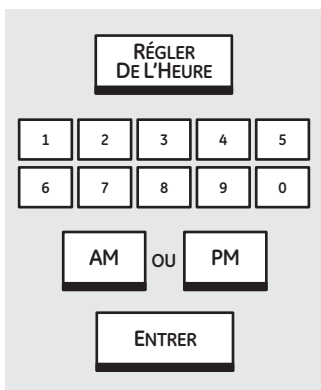 RÉGLER
DE L'HEURE
1 2 3 4 5
6 7 8 9 0
AM OU PM
ENTRER